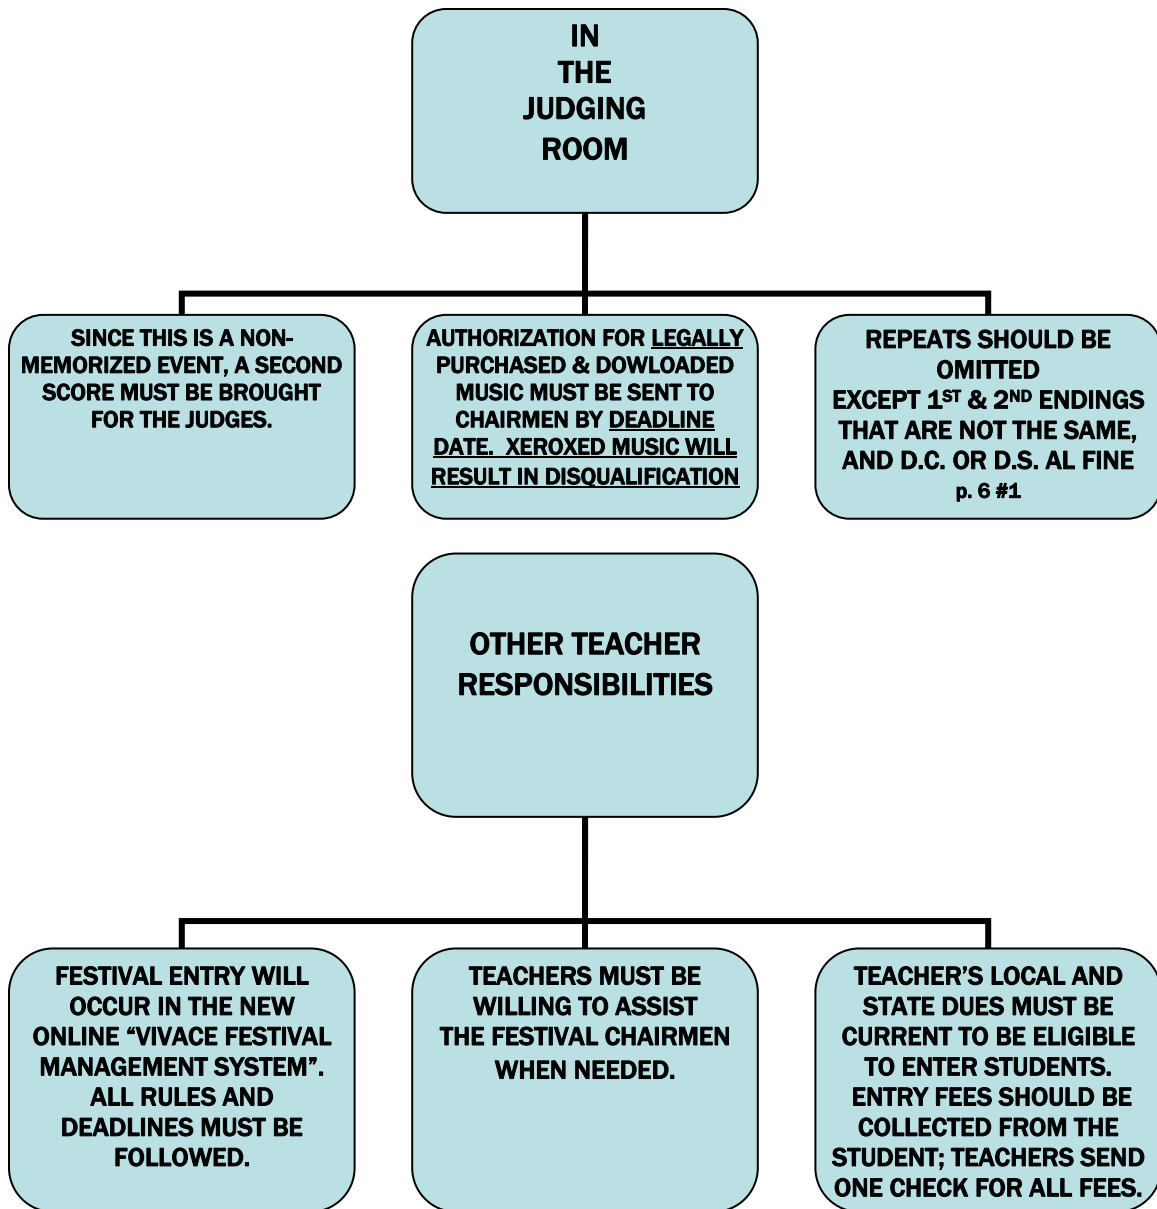 IN
THE
JUDGING
ROOM
SINCE THIS IS A NON-
MEMORIZED EVENT, A SECOND
SCORE MUST BE BROUGHT
FOR THE JUDGES.
AUTHORIZATION FOR LEGALLY
PURCHASED & DOWLOADED
MUSIC MUST BE SENT TO
CHAIRMEN BY DEADLINE
DATE. XEROXED MUSIC WILL
RESULT IN DISQUALIFICATION
REPEATS SHOULD BE
OMITTED
EXCEPT 1ST & 2ND ENDINGS
THAT ARE NOT THE SAME,
AND D.C. OR D.S. AL FINE
p. 6 #1
OTHER TEACHER
RESPONSIBILITIES
FESTIVAL ENTRY WILL
OCCUR IN THE NEW
ONLINE “VIVACE FESTIVAL
MANAGEMENT SYSTEM”.
ALL RULES AND
DEADLINES MUST BE
FOLLOWED.
TEACHERS MUST BE
WILLING TO ASSIST
THE FESTIVAL CHAIRMEN
WHEN NEEDED.
TEACHER’S LOCAL AND
STATE DUES MUST BE
CURRENT TO BE ELIGIBLE
TO ENTER STUDENTS.
ENTRY FEES SHOULD BE
COLLECTED FROM THE
STUDENT; TEACHERS SEND
ONE CHECK FOR ALL FEES.